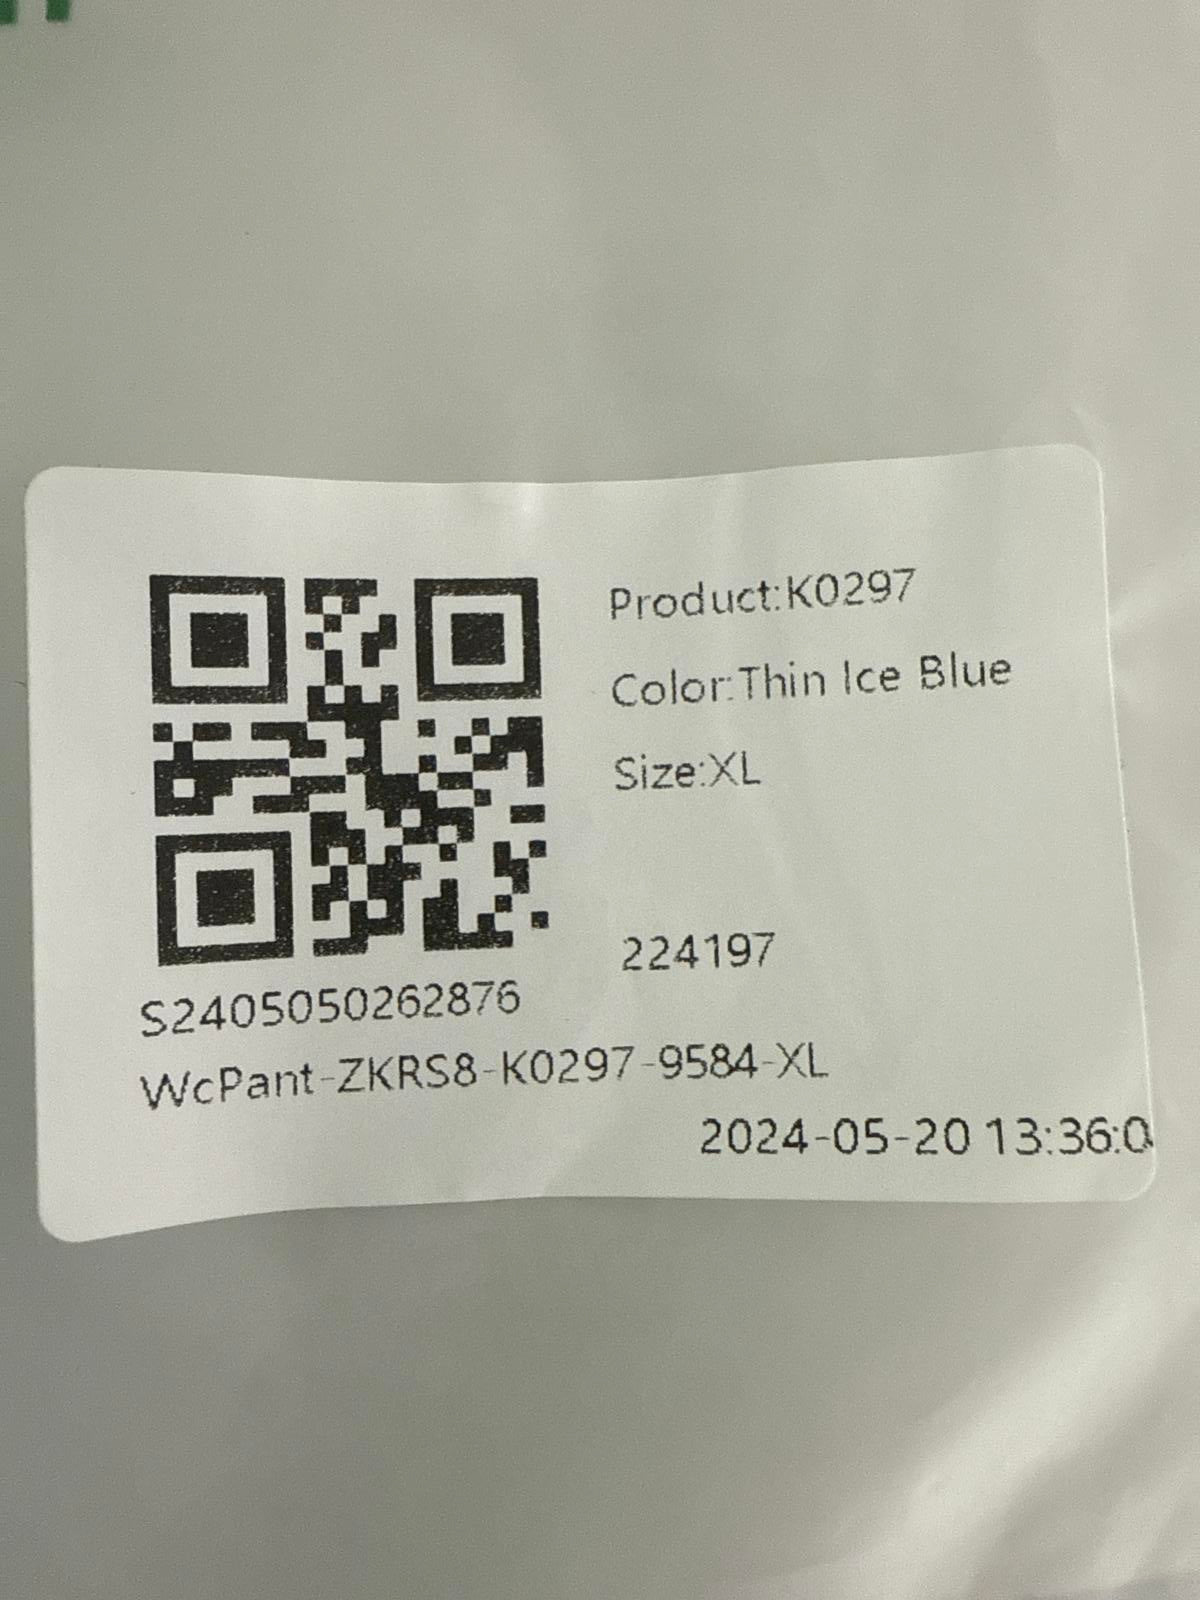 Product:K0297
Color:Thin Ice Blue
Size:XL
224197
S2405050262876
WcPant-ZKRS8-K0297-9584-XL
2024-05-20 13:36:0